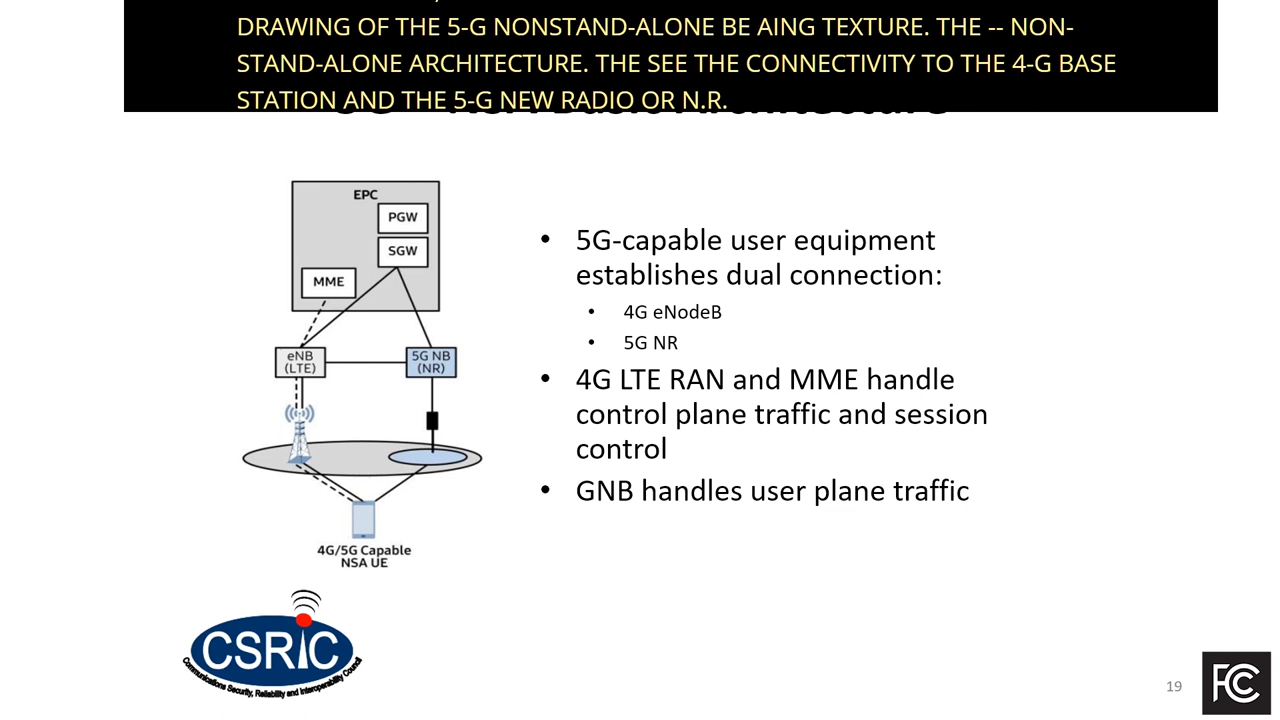 DRAWING OF THE 5-G NONSTAND-ALONE BE AING TEXTURE. THE -- NON-
STAND-ALONE ARCHITECTURE. THE SEE THE CONNECTIVITY TO THE 4-G BASE
STATION AND THE 5-G NEW RADIO OR N.R.
EPC
PGW
SGW
MME
eNB
(LTE)
5G NB
(NR)
4G/5G Capable
NSA UE
• 5G-capable user equipment
establishes dual connection:
• 4G eNodeB
• 5G NR
• 4G LTE RAN and MME handle
control plane traffic and session
control
• GNB handles user plane traffic
CSRIC
Communications Security, Reliability and Interoperability Council
19
FC